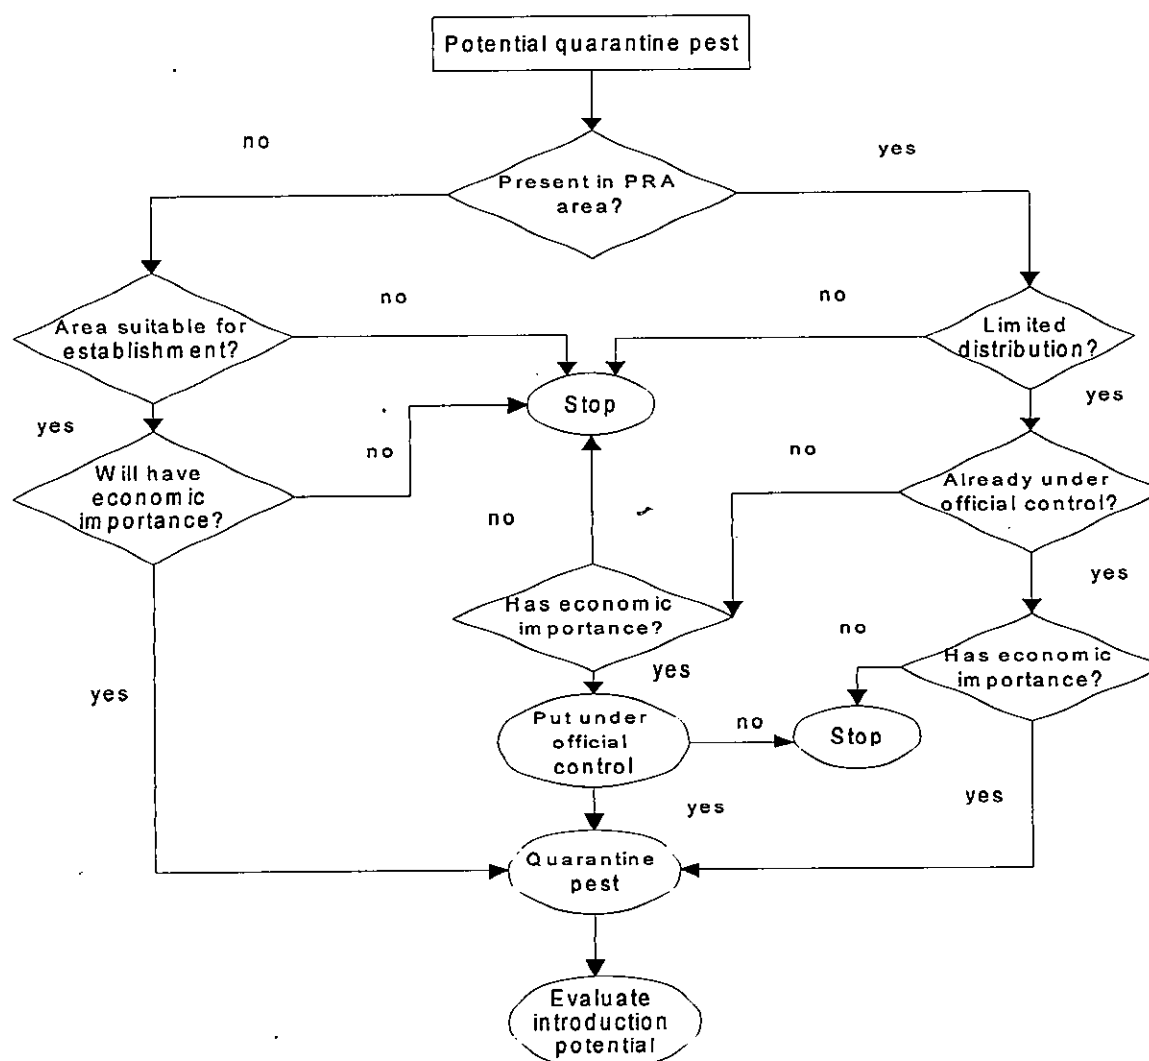 Potential quarantine pest
no
yes
Present in PRA
area?
no
no
Area suitable for
establishment?
Limited
distribution?
Stop
yes
yes
no
no
Will have
economic
importance?
Already under
official control?
no
yes
Has economic
importance?
no
Has economic
importance?
yes
yes
Put under
official
control
no
Stop
yes
yes
Quarantine
pest
Evaluate
introduction
potential